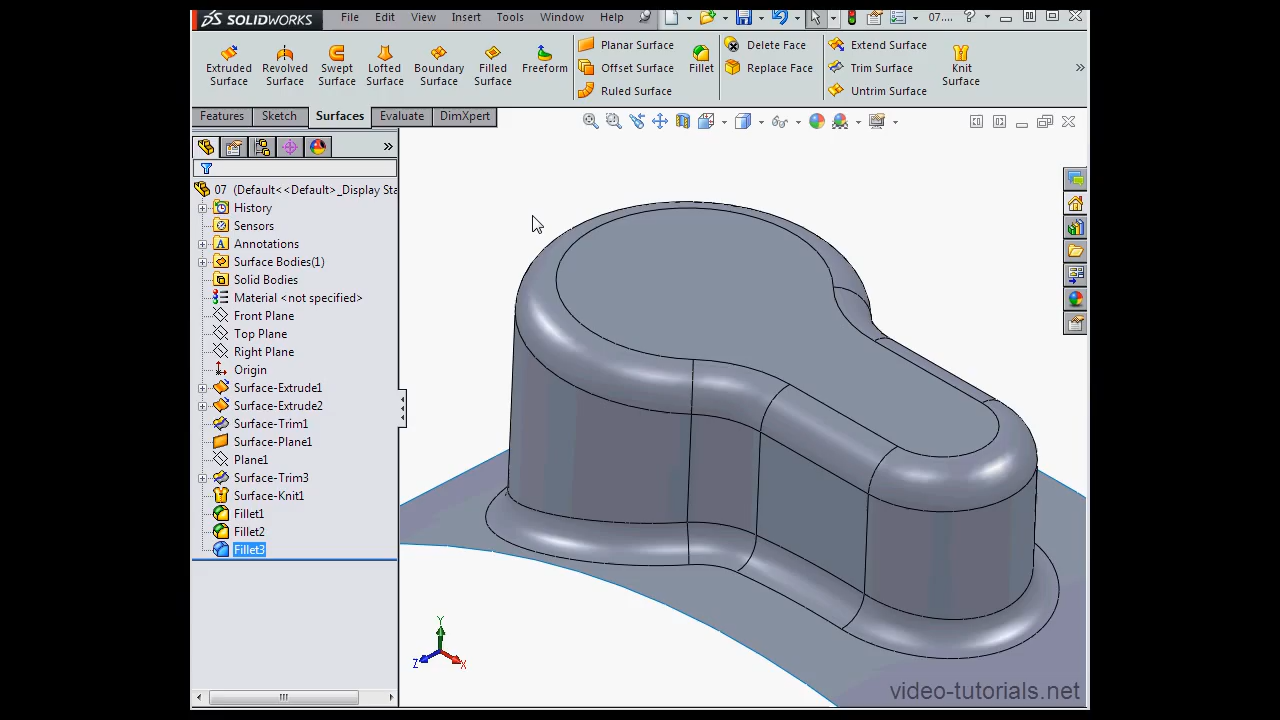 SOLIDWORKS File Edit View Insert Tools Window Help 07.... ?
Extruded Surface Revolved Surface Swept Surface Lofted Surface Boundary Surface Filled Surface Freeform
Planar Surface
Offset Surface
Ruled Surface
Fillet
Delete Face
Replace Face
Extend Surface
Trim Surface
Untrim Surface
Knit Surface
»
Features Sketch Surfaces Evaluate DimXpert
»
07 (Default<<Default>_Display Sta
History
Sensors
A Annotations
Surface Bodies(1)
Solid Bodies
Material <not specified>
Front Plane
Top Plane
Right Plane
Origin
Surface-Extrude1
Surface-Extrude2
Surface-Trim1
Surface-Plane1
Plane1
Surface-Trim3
Surface-Knit1
Fillet1
Fillet2
Fillet3
Y
Z X
video-tutorials.net